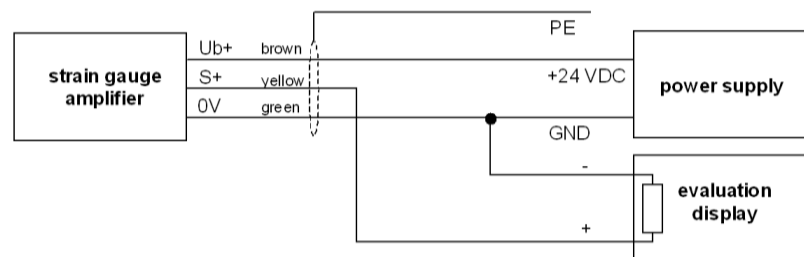 PE
Ub+ brown
strain gauge
amplifier
S+ yellow
+24 VDC
power supply
0V green
GND
-
evaluation
display
+